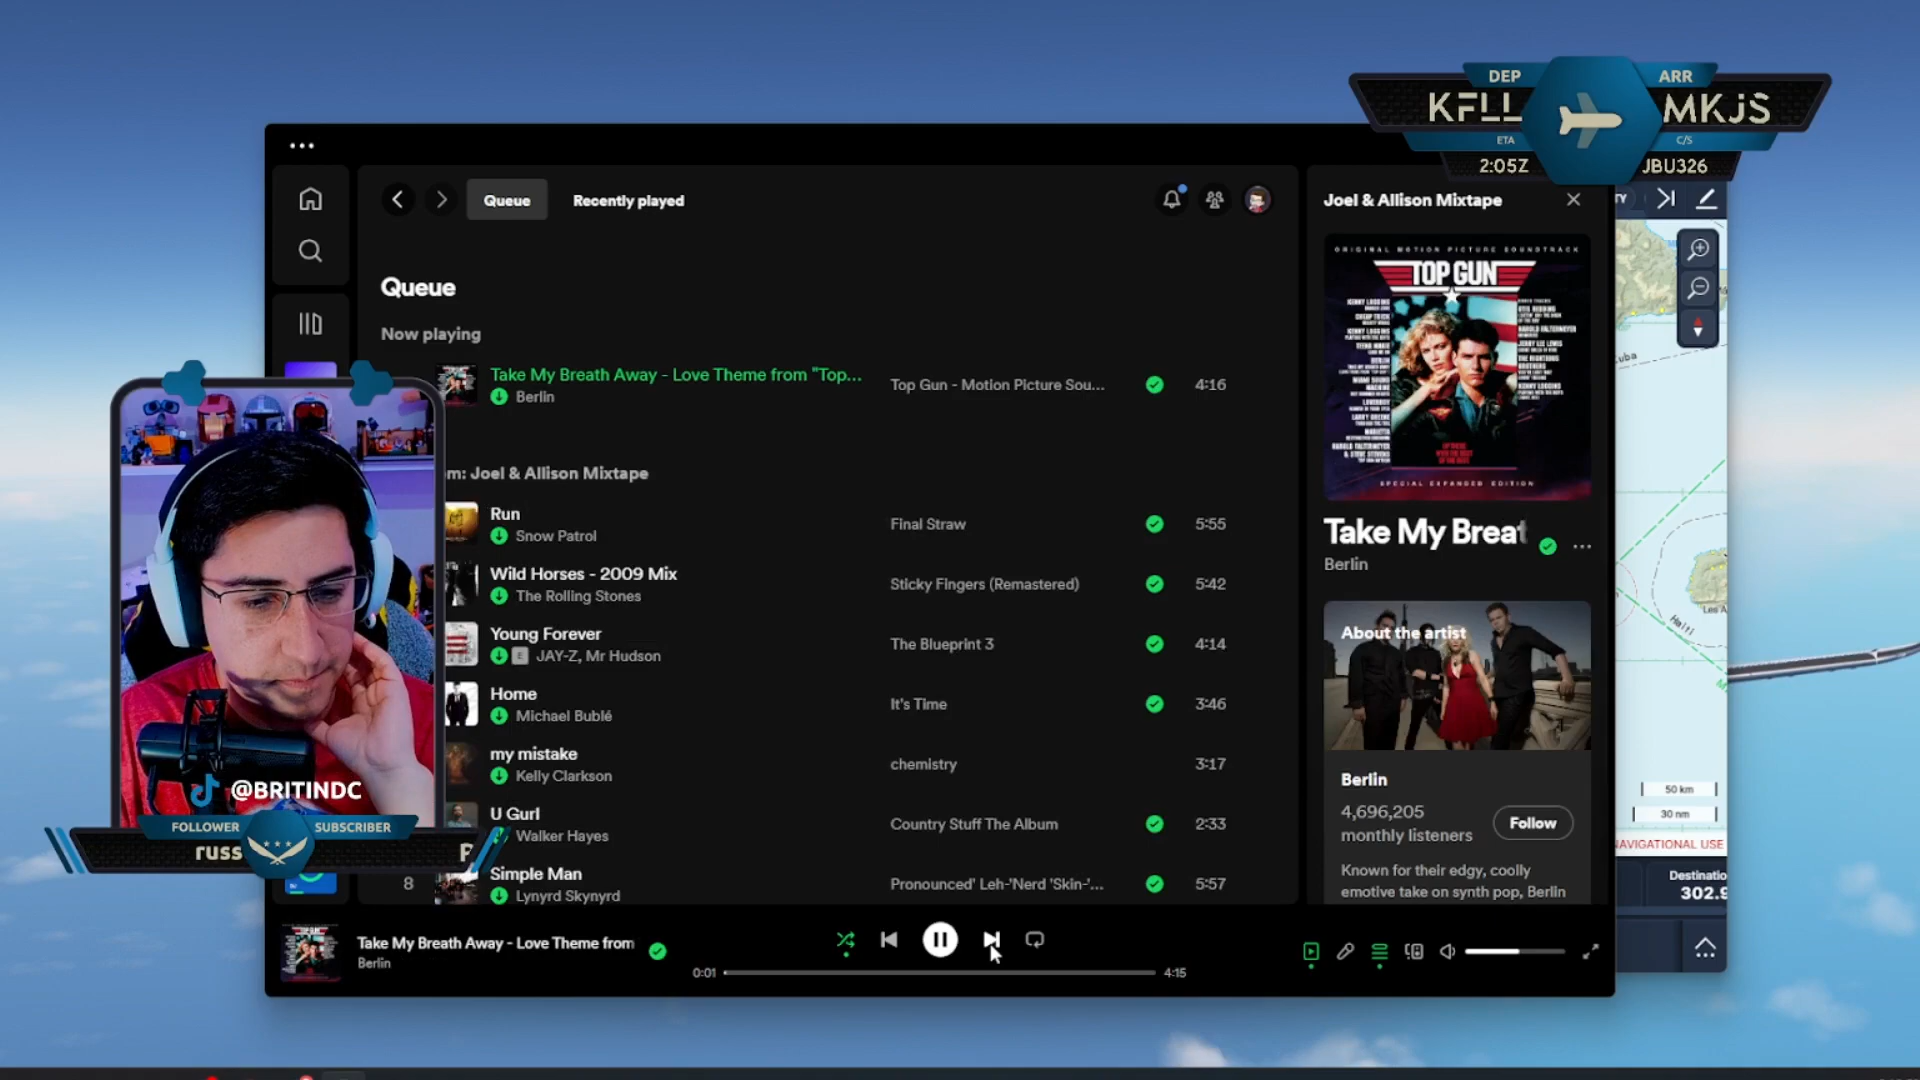 DEP
ARR
KFLL
MKJS
ETA
C/S
2:05Z
JBU326
Queue
Recently played
Joel & Allison Mixtape
Queue
Now playing
Take My Breath Away - Love Theme from "Top...
Berlin
Top Gun - Motion Picture Sou...
4:16
m: Joel & Allison Mixtape
Run
Snow Patrol
Final Straw
5:55
Wild Horses - 2009 Mix
The Rolling Stones
Sticky Fingers (Remastered)
5:42
Young Forever
E JAY-Z, Mr Hudson
The Blueprint 3
4:14
Home
Michael Bublé
It's Time
3:46
my mistake
Kelly Clarkson
chemistry
3:17
U Gurl
Walker Hayes
Country Stuff The Album
2:33
8
Simple Man
Lynyrd Skynyrd
Pronounced' Leh-'Nerd 'Skin-'...
5:57
ORIGINAL MOTION PICTURE SOUNDTRACK
TOP GUN
SPECIAL EXPANDED EDITION
Take My Breat
Berlin
About the artist
Berlin
4,696,205
monthly listeners
Follow
Known for their edgy, coolly
emotive take on synth pop, Berlin
Haiti
50 km
30 nm
NAVIGATIONAL USE
Destinatio
302.9
@BRITINDC
FOLLOWER
SUBSCRIBER
russ
Take My Breath Away - Love Theme from
Berlin
0:01
4:15